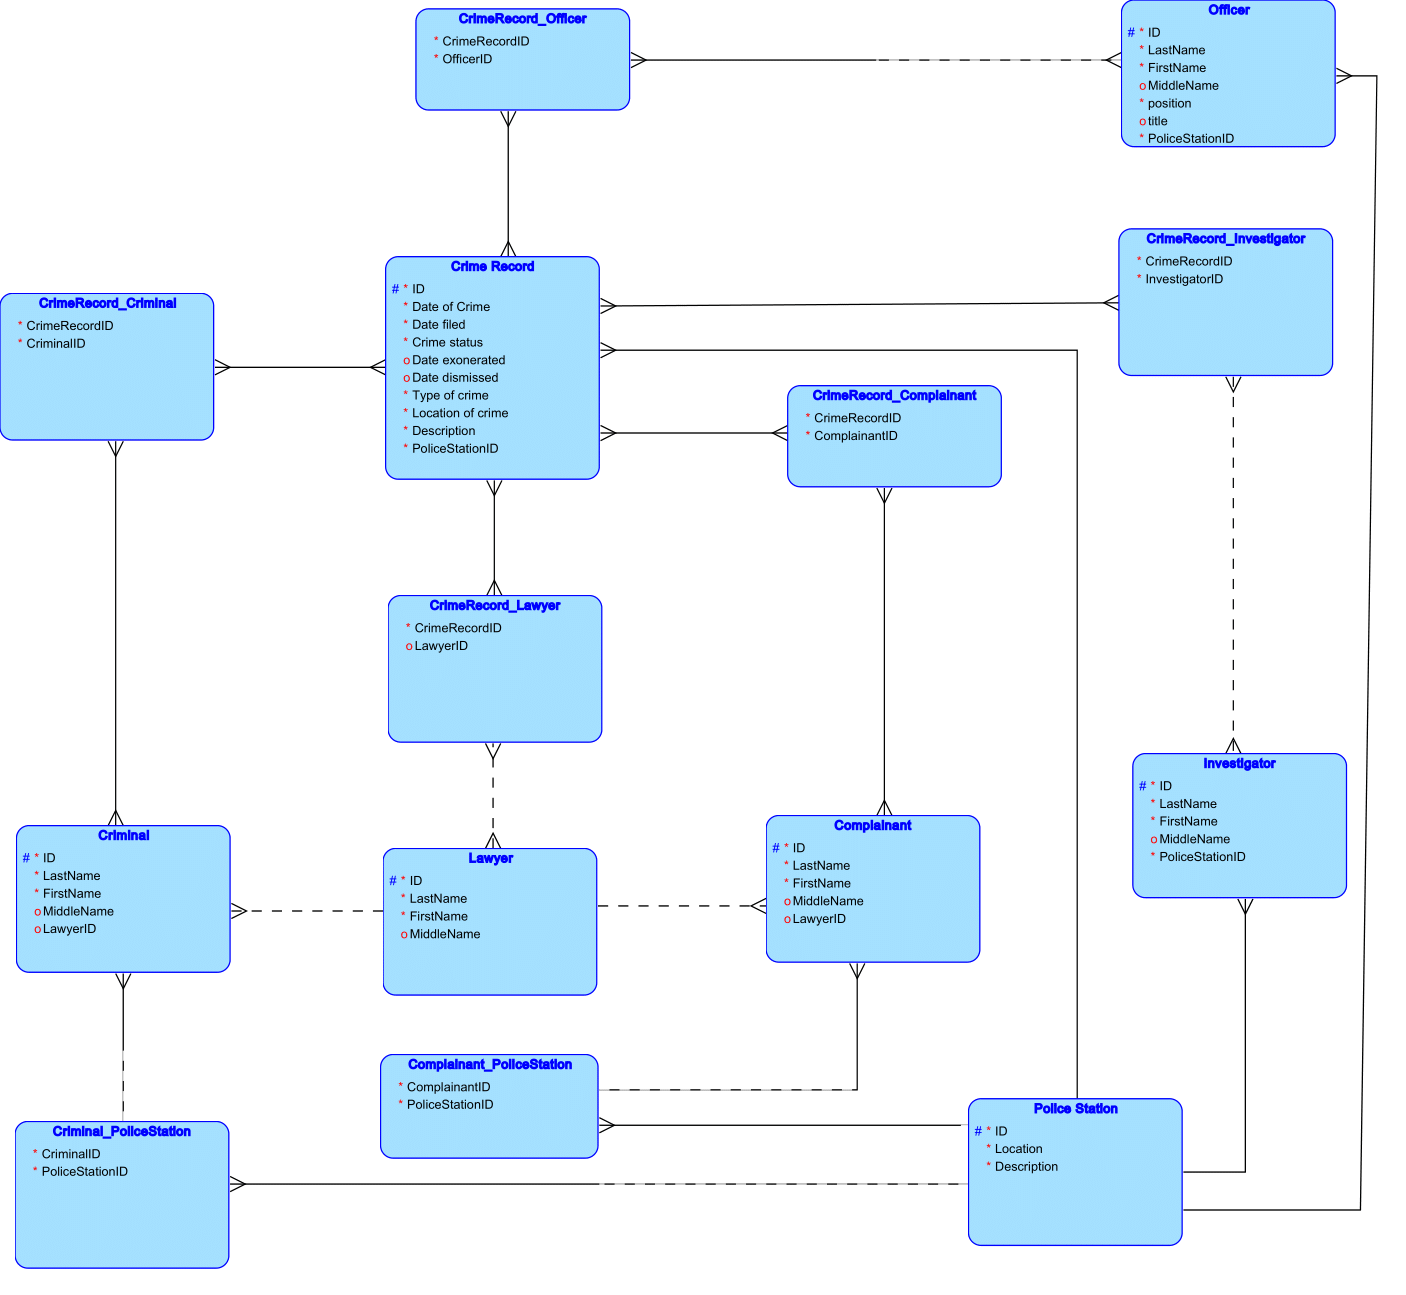 CrimeRecord_Officer
* CrimeRecordID
* OfficerID
Officer
# * ID
* LastName
* FirstName
o MiddleName
* position
o title
* PoliceStationID
CrimeRecord_Investigator
* CrimeRecordID
* InvestigatorID
Crime Record
# * ID
* Date of Crime
* Date filed
* Crime status
o Date exonerated
o Date dismissed
* Type of crime
* Location of crime
* Description
* PoliceStationID
CrimeRecord_Criminal
* CrimeRecordID
* CriminalID
CrimeRecord_Complainant
* CrimeRecordID
* ComplainantID
CrimeRecord_Lawyer
* CrimeRecordID
o LawyerID
Investigator
# * ID
* LastName
* FirstName
o MiddleName
* PoliceStationID
Criminal
# * ID
* LastName
* FirstName
o MiddleName
o LawyerID
Lawyer
# * ID
* LastName
* FirstName
o MiddleName
Complainant
# * ID
* LastName
* FirstName
o MiddleName
o LawyerID
Complainant_PoliceStation
* ComplainantID
* PoliceStationID
Police Station
# * ID
* Location
* Description
Criminal_PoliceStation
* CriminalID
* PoliceStationID